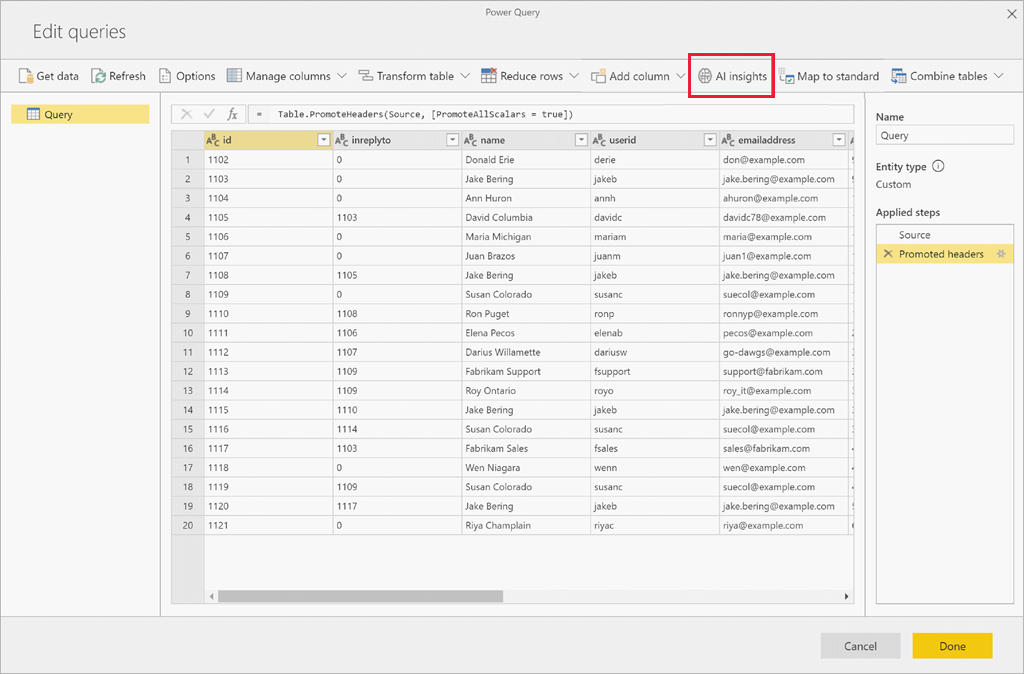 Power Query
Edit queries
Get data Refresh Options Manage columns Transform table Reduce rows Add column AI insights Map to standard Combine tables
Query
fx = Table.PromoteHeaders(Source, [PromoteAllScalars = true])
ABC id ABC inreplyto ABC name ABC userid ABC emailaddress
1 1102 0 Donald Erie derie don@example.com
2 1103 0 Jake Bering jakeb jake.bering@example.com
3 1104 0 Ann Huron annh ahuron@example.com
4 1105 1103 David Columbia davidc davidc78@example.com
5 1106 0 Maria Michigan mariam maria@example.com
6 1107 0 Juan Brazos juanm juan1@example.com
7 1108 1105 Jake Bering jakeb jake.bering@example.com
8 1109 0 Susan Colorado susanc suecol@example.com
9 1110 1108 Ron Puget ronp ronnyp@example.com
10 1111 1106 Elena Pecos elenab pecos@example.com
11 1112 1107 Darius Willamette dariusw go-dawgs@example.com
12 1113 1109 Fabrikam Support fsupport support@fabrikam.com
13 1114 1109 Roy Ontario royo roy_it@example.com
14 1115 1110 Jake Bering jakeb jake.bering@example.com
15 1116 1114 Susan Colorado susanc suecol@example.com
16 1117 1103 Fabrikam Sales fsales sales@fabrikam.com
17 1118 0 Wen Niagara wenn wen@example.com
18 1119 1109 Susan Colorado susanc suecol@example.com
19 1120 1117 Jake Bering jakeb jake.bering@example.com
20 1121 0 Riya Champlain riyac riya@example.com
Name
Query
Entity type
Custom
Applied steps
Source
Promoted headers
Cancel Done